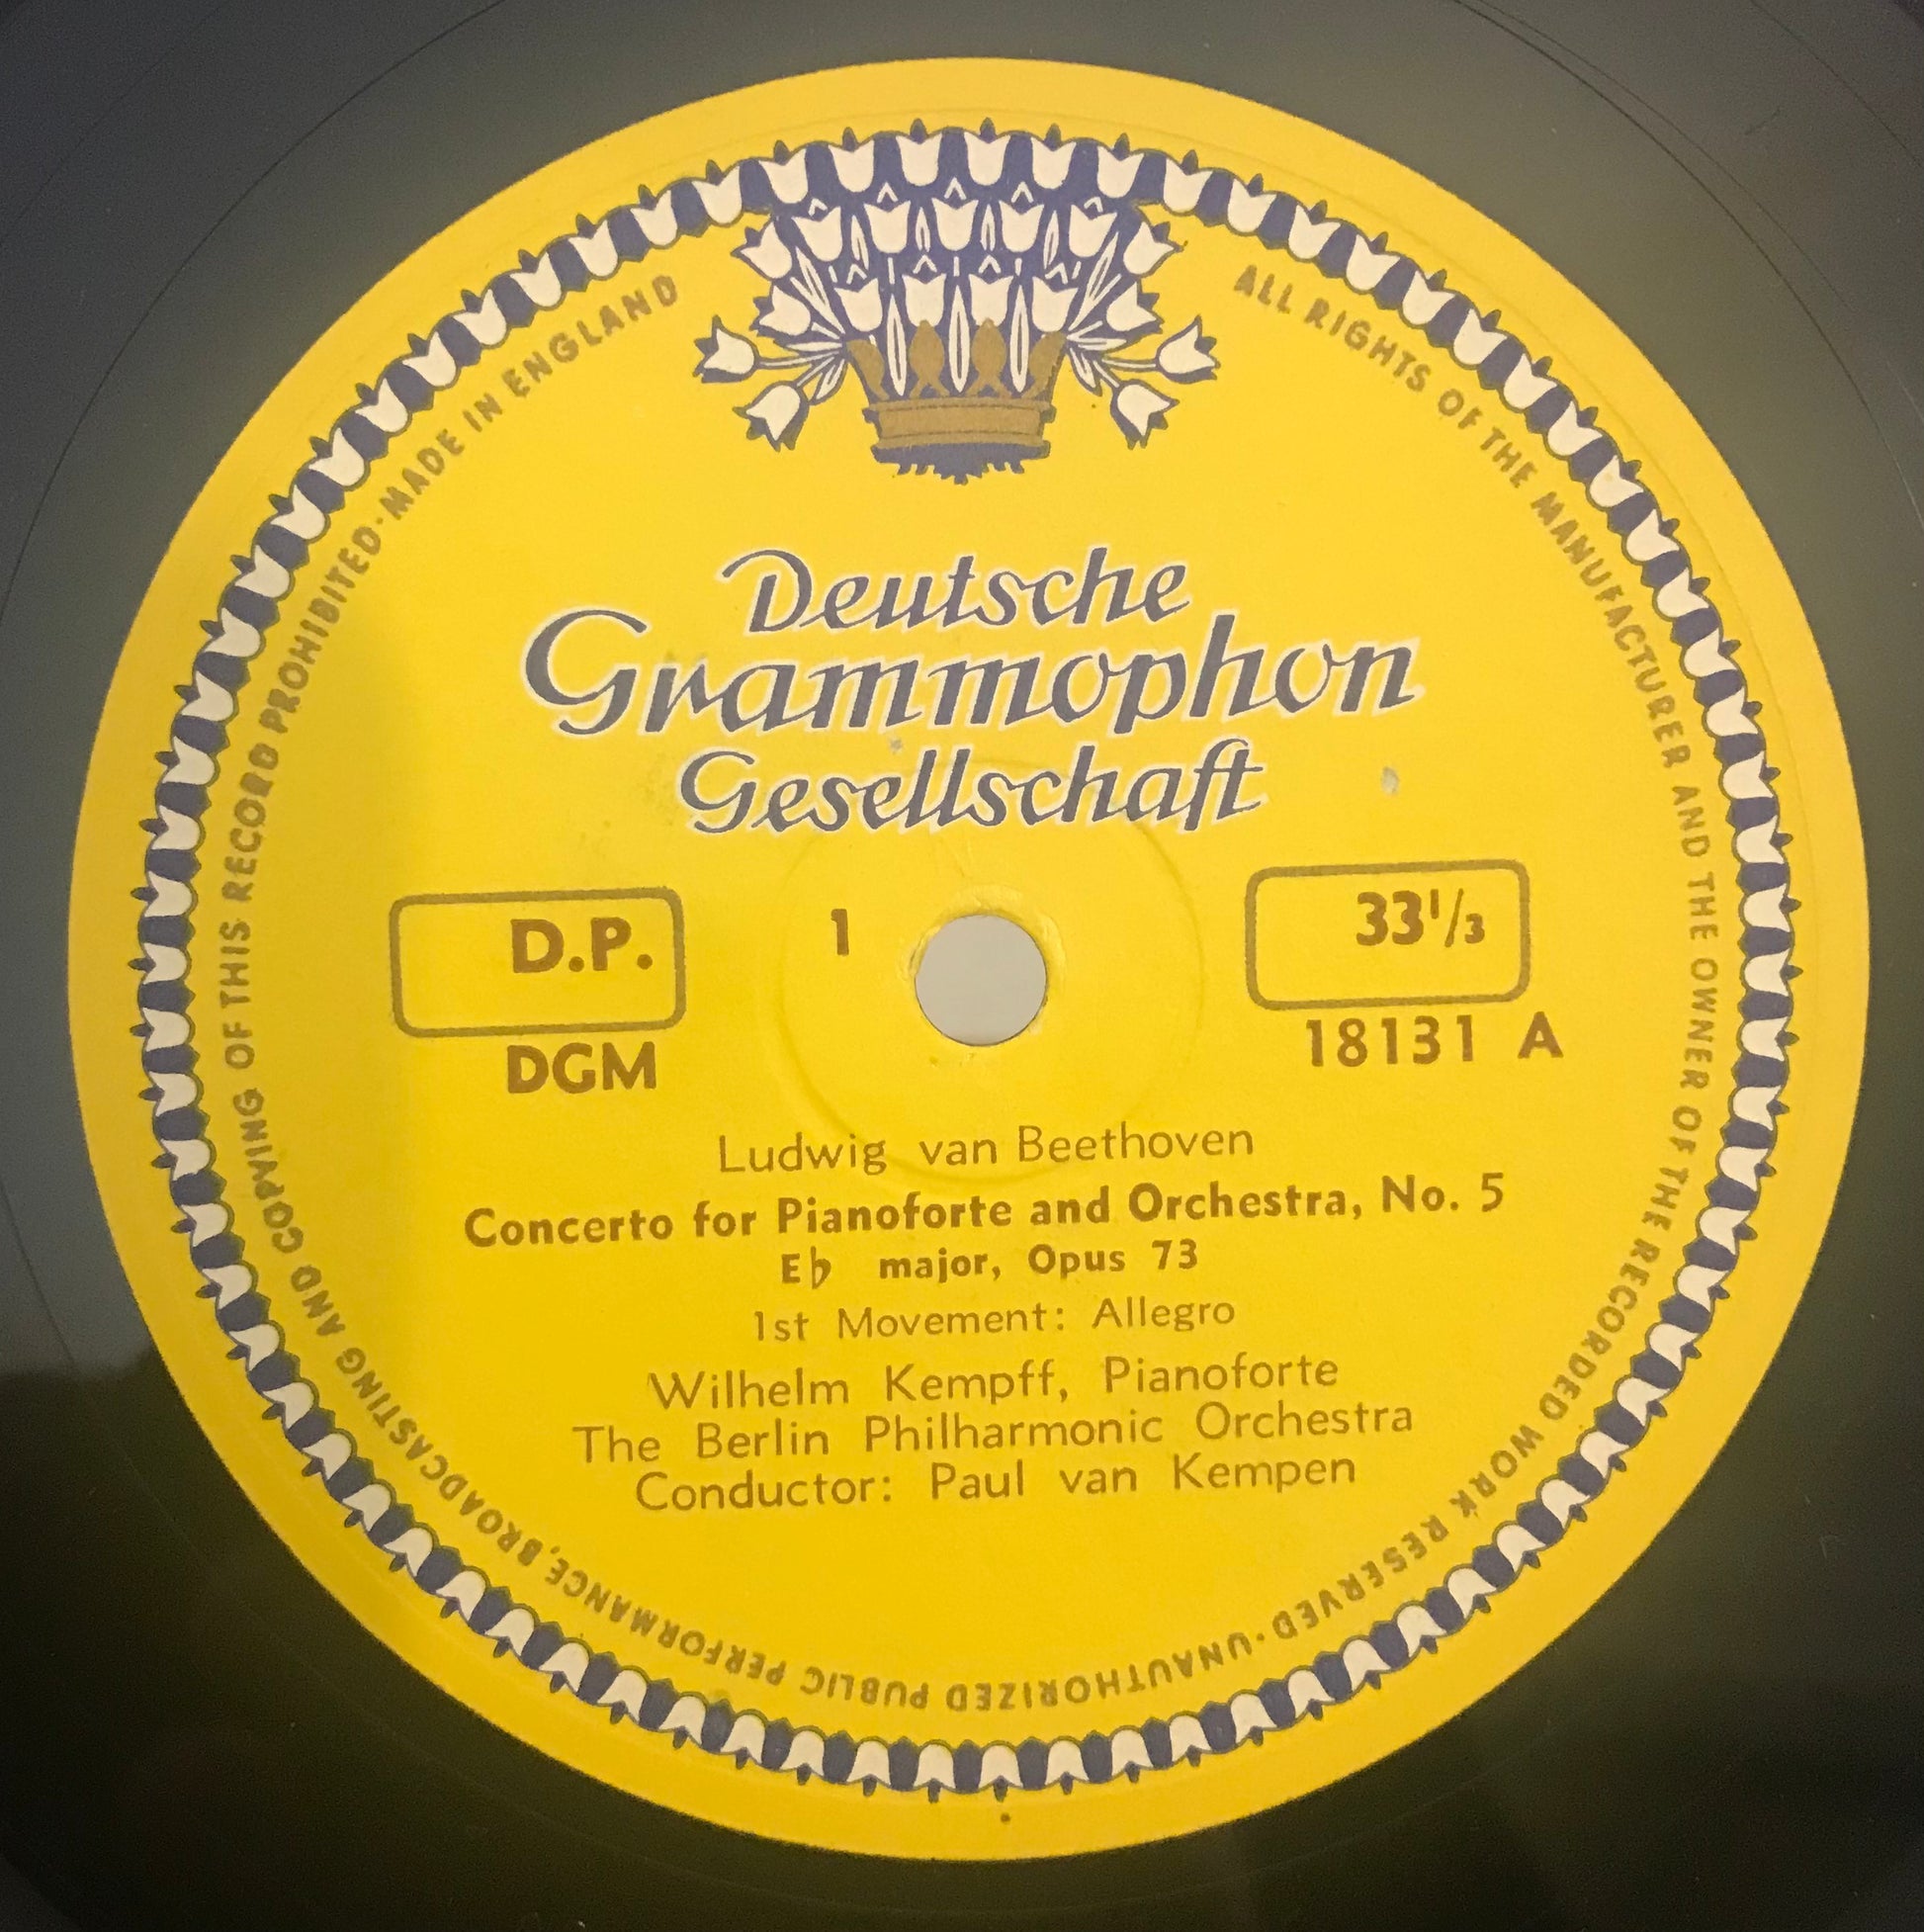 Deutsche
Grammophon
Gesellschaft
D.P.
1
33 1/3
DGM
18131 A
Ludwig van Beethoven
Concerto for Pianoforte and Orchestra, No. 5
E♭ major, Opus 73
1st Movement: Allegro
Wilhelm Kempff, Pianoforte
The Berlin Philharmonic Orchestra
Conductor: Paul van Kempen
ALL RIGHTS OF THE MANUFACTURER AND THE OWNER OF THE RECORDED WORK RESERVED·UNAUTHORIZED PUBLIC PERFORMANCE, BROADCASTING AND COPYING OF THIS RECORD PROHIBITED·MADE IN ENGLAND